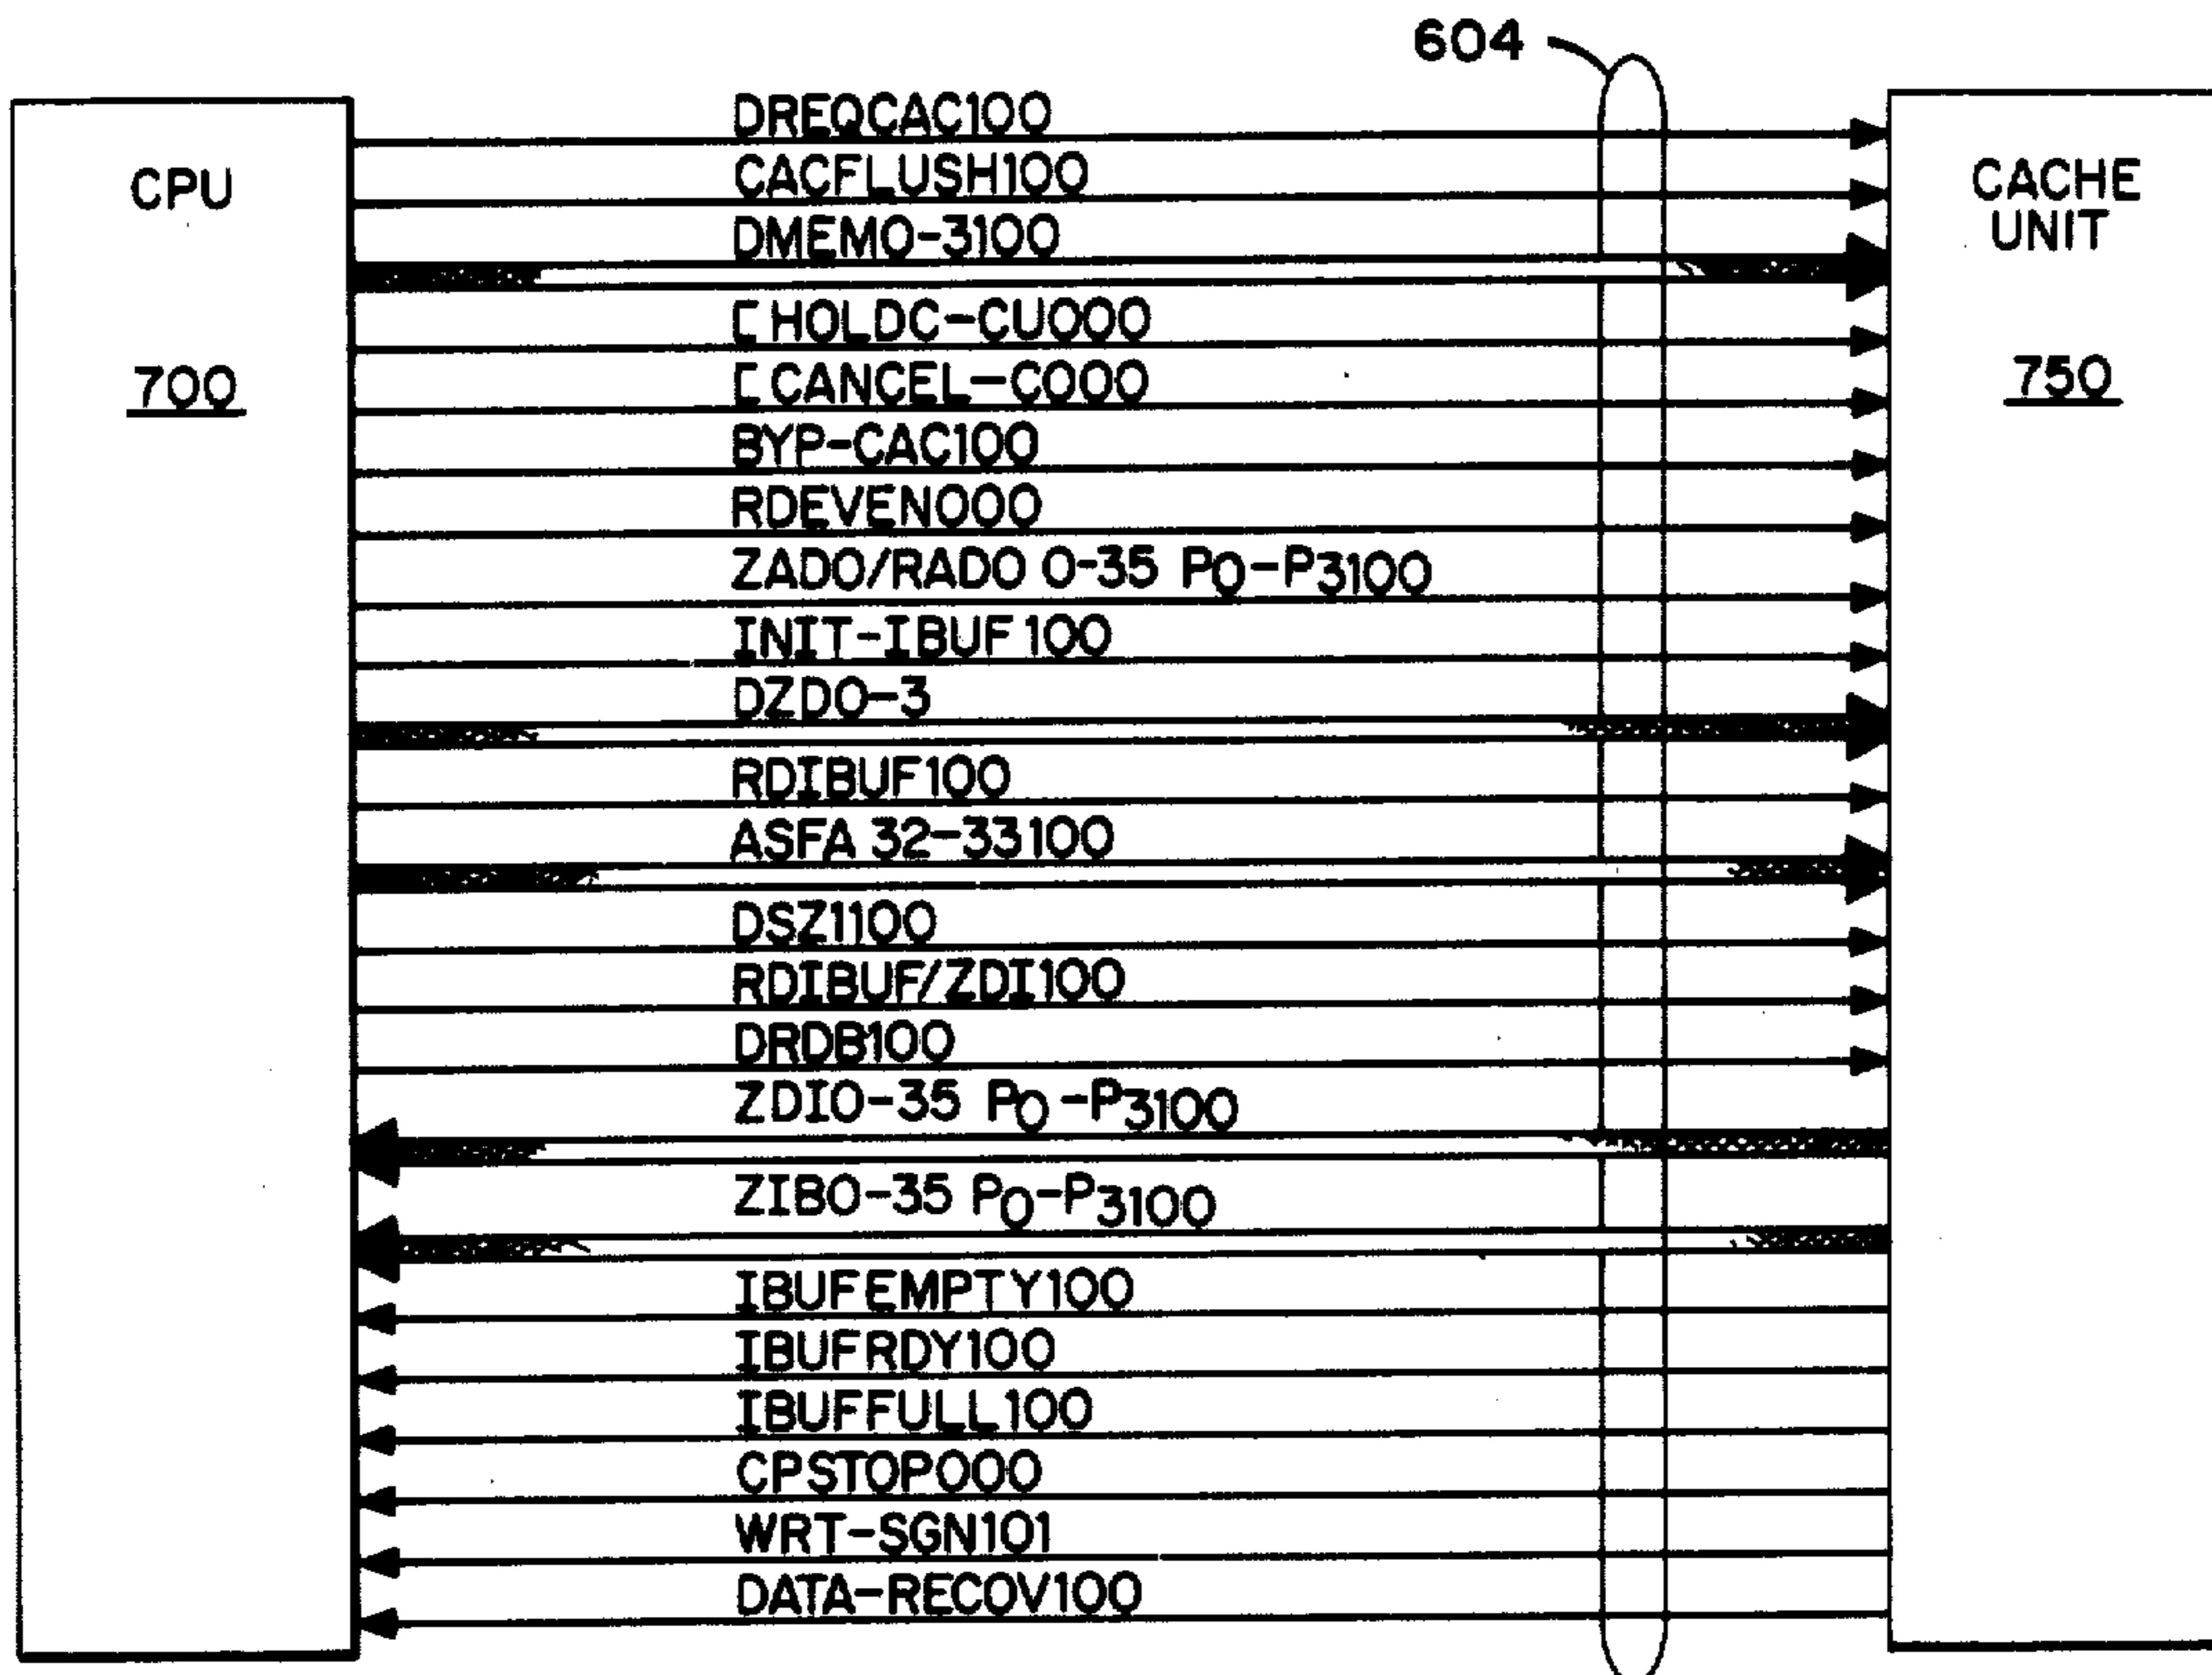 604
CPU
700
CACHE
UNIT
750
DREQCAC100
CACFLUSH100
DMEM0-3100
[HOLDC-CU000
[CANCEL-C000
BYP-CAC100
RDEVEN000
ZADO/RADO 0-35 P0-P3100
INIT-IBUF100
DZD0-3
RDIBUF100
ASFA 32-33100
DSZ1100
RDIBUF/ZDI100
DRDB100
ZDI0-35 P0-P3100
ZIB0-35 P0-P3100
IBUFEMPTY100
IBUFRDY100
IBUFFULL100
CPSTOP000
WRT-SGN101
DATA-RECOV100